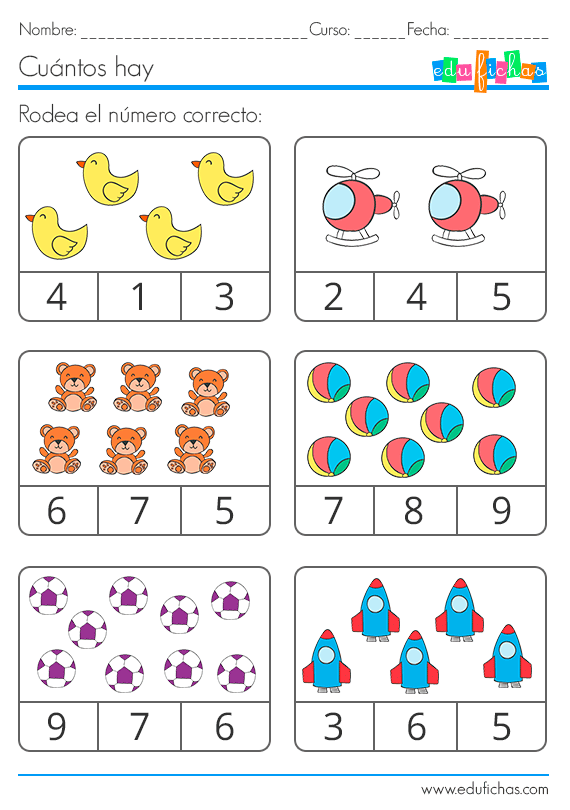 Nombre:__________________________Curso:______Fecha:___________
Cuántos hay
edufichas
Rodea el número correcto:
4 1 3
2 4 5
6 7 5
7 8 9
9 7 6
3 6 5
www.edufichas.com